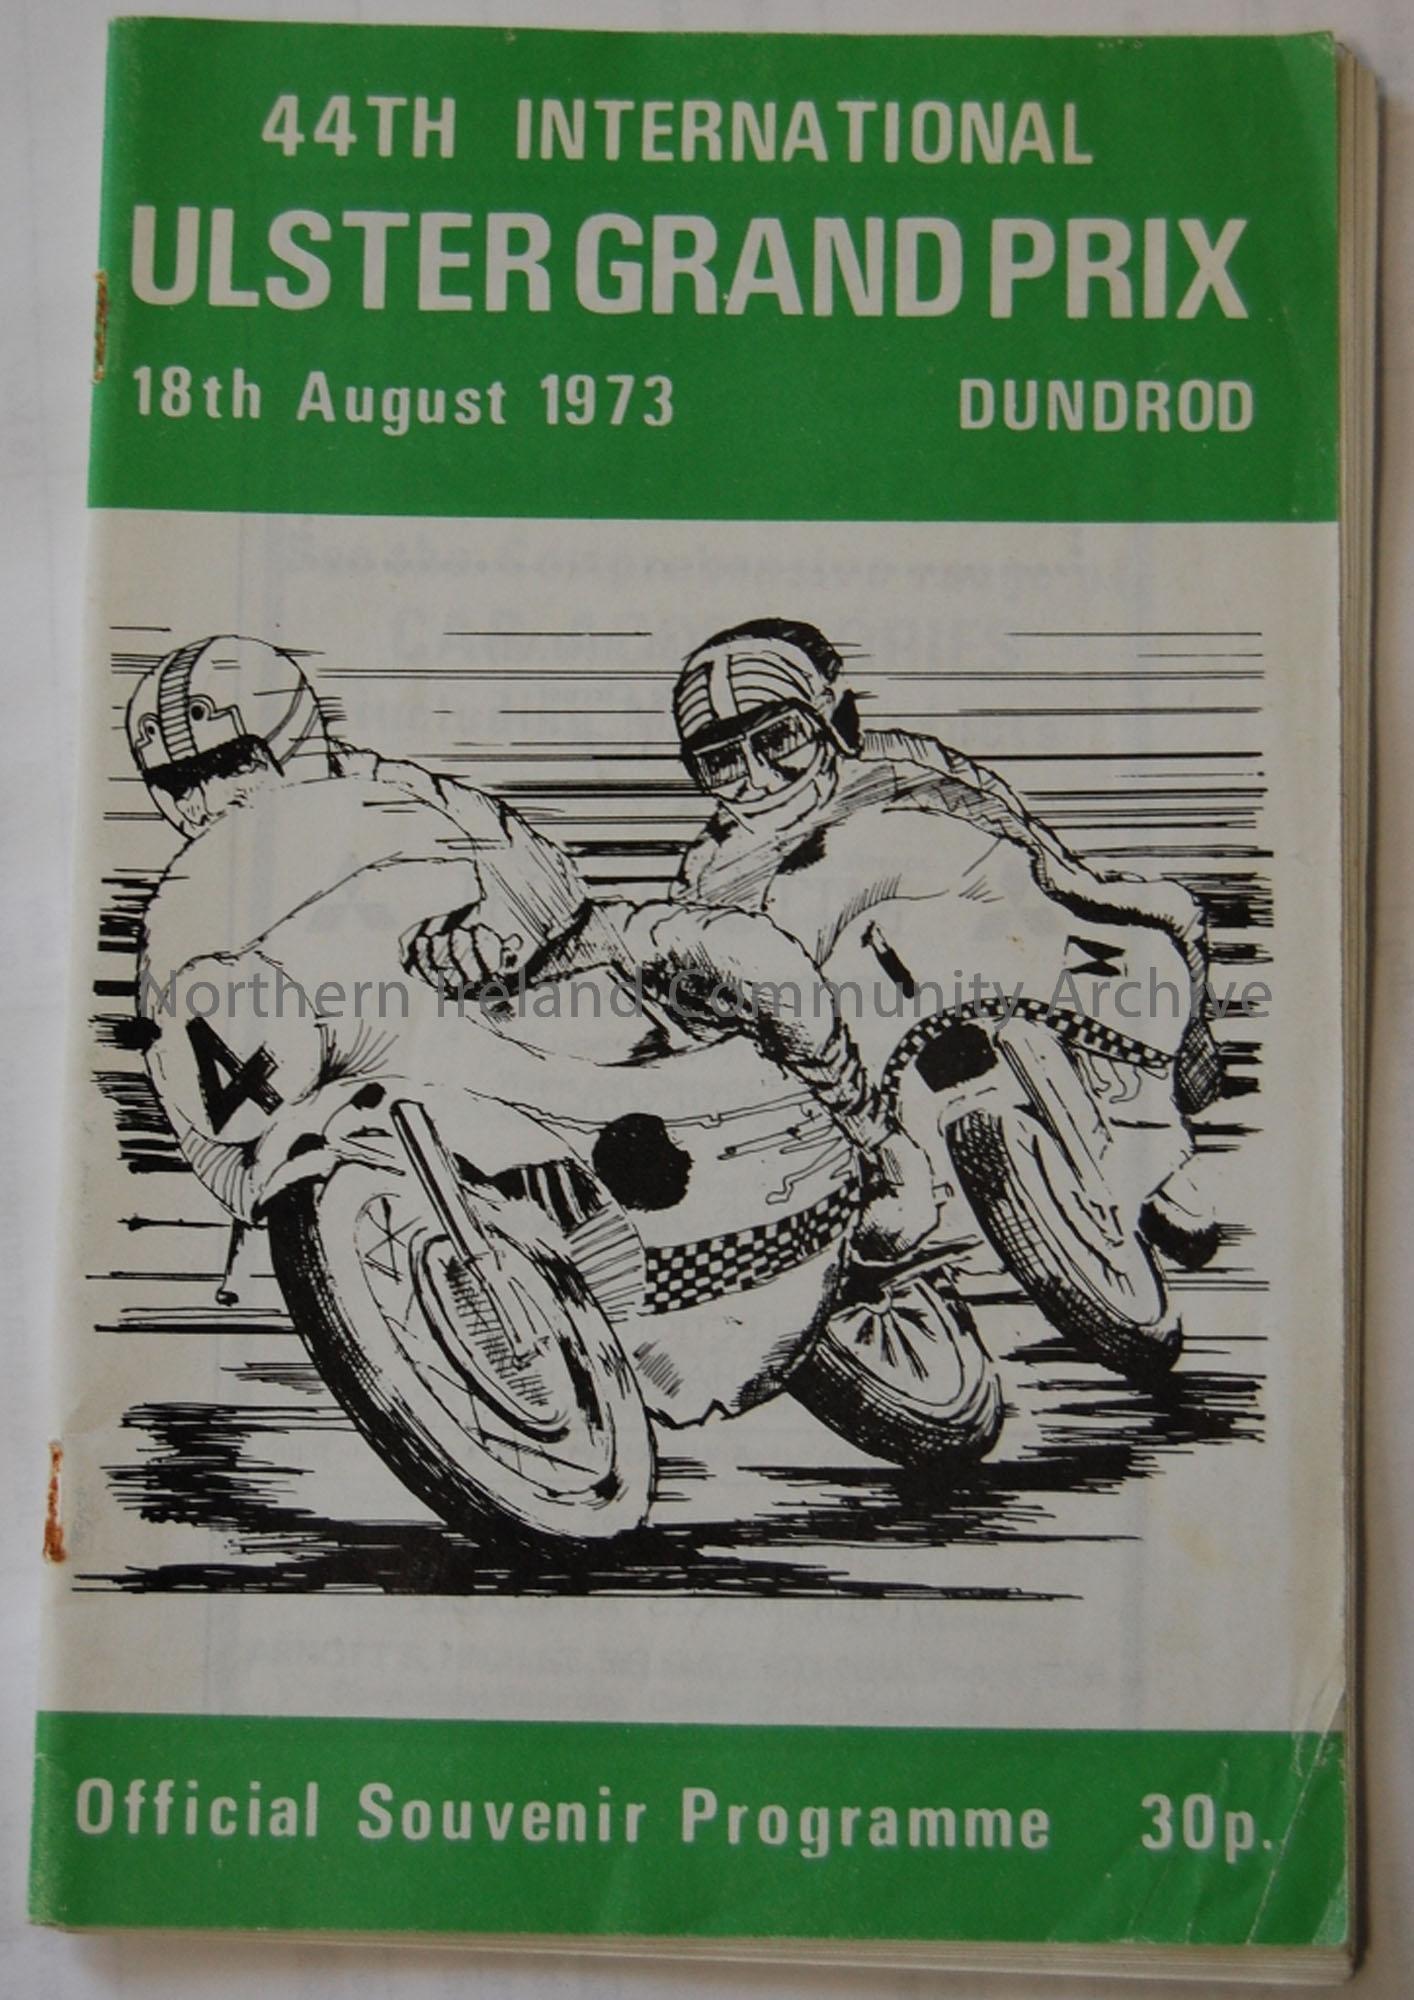 44TH INTERNATIONAL
ULSTER GRAND PRIX
18th August 1973 DUNDROD
4
Northern Ireland Community Archive
Official Souvenir Programme 30p.